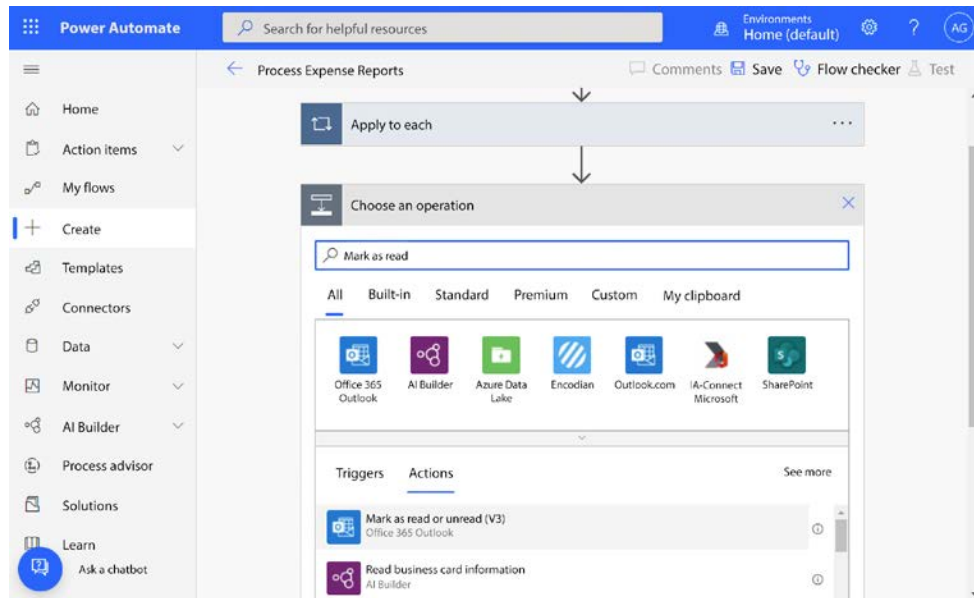 Power Automate
Search for helpful resources
Environments
Home (default)
AG
Process Expense Reports
Comments
Save
Flow checker
Test
Home
Action items
My flows
Create
Templates
Connectors
Data
Monitor
AI Builder
Process advisor
Solutions
Learn
Ask a chatbot
Apply to each
Choose an operation
Mark as read
All Built-in Standard Premium Custom My clipboard
Office 365
Outlook
AI Builder
Azure Data
Lake
Encodian
Outlook.com
IA-Connect
Microsoft
SharePoint
Triggers Actions See more
Mark as read or unread (V3)
Office 365 Outlook
Read business card information
AI Builder